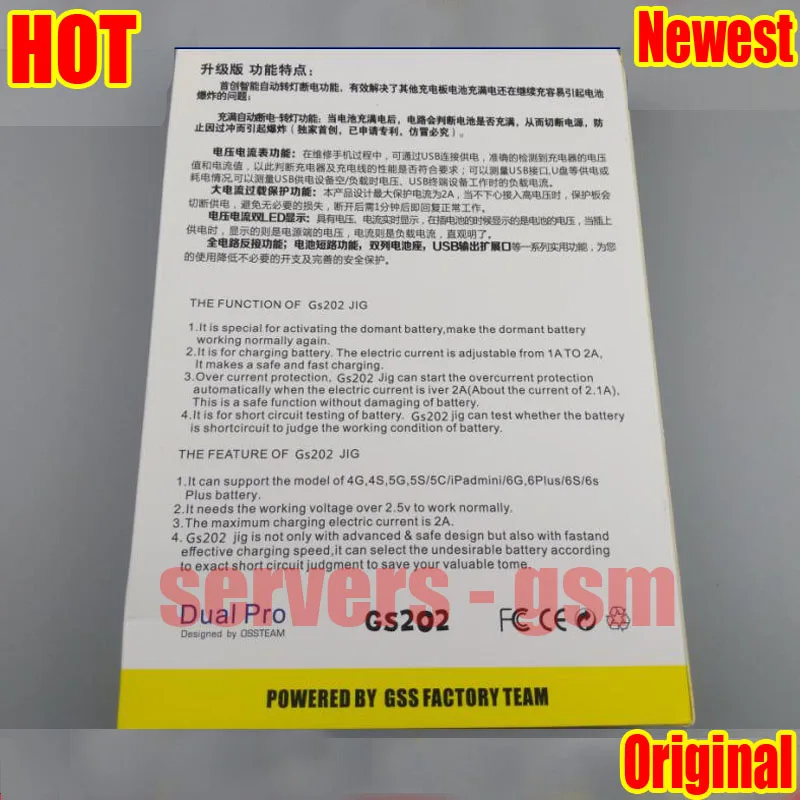 HOT
Newest
升级版 功能特点：
首创智能自动转灯断电功能，有效解决了其他充电板电池充满电还在继续充容易引起电池
爆炸的问题；
充满自动断电-转灯功能：当电池充满电后，电路会判断电池是否充满，从而切断电源，防
止因过冲而引起爆炸（独家首创，已申请专利，仿冒必究）。
电压电流表功能：在维修手机过程中，可通过USB连接供电，准确的检测到充电器的电压
值和电流值，以此判断充电器及充电线的性能是否符合要求；可以测量USB接口,U盘等供电或
耗电情况.可以测量USB供电设备空/负载时电压、USB终端设备工作时的负载电流。
大电流过载保护功能：本产品设计最大保护电流为2A，当不下心接入高电压时，保护板会
切断供电，避免无必要的损失，断开后需1分钟后即回复正常工作。
电压电流双LED显示：具有电压、电流实时显示，在插电池的时候显示的是电池的电压，当插上
供电时，显示的则是电源端的电压，电流则是负载电流，直观明了。
全电路反接功能；电池短路功能，双列电池座，USB输出扩展口等一系列实用功能，为您
的使用降低不必要的开支及完善的安全保护。
THE FUNCTION OF Gs202 JIG
1.It is special for activating the domant battery,make the dormant battery
working normally again.
2.It is for charging battery. The electric current is adjustable from 1A TO 2A,
It makes a safe and fast charging.
3.Over current protection, Gs202 Jig can start the overcurrent protection
automatically when the electric current is iver 2A(About the current of 2.1A),
This is a safe function without damaging of battery.
4.It is for short circuit testing of battery. Gs202 jig can test whether the battery
is shortcircuit to judge the working condition of battery.
THE FEATURE OF Gs202 JIG
1.It can support the model of 4G,4S,5G,5S/5C/iPadmini/6G,6Plus/6S/6s
Plus battery.
2.It needs the working voltage over 2.5v to work normally.
3.The maximum charging electric current is 2A.
4. Gs202 jig is not only with advanced & safe design but also with fastand
effective charging speed,it can select the undesirable battery according
to exact short circuit judgment to save your valuable tome.
servers - gsm
Dual Pro
Designed by OSSTEAM
GS202
FC CE
POWERED BY GSS FACTORY TEAM
Original